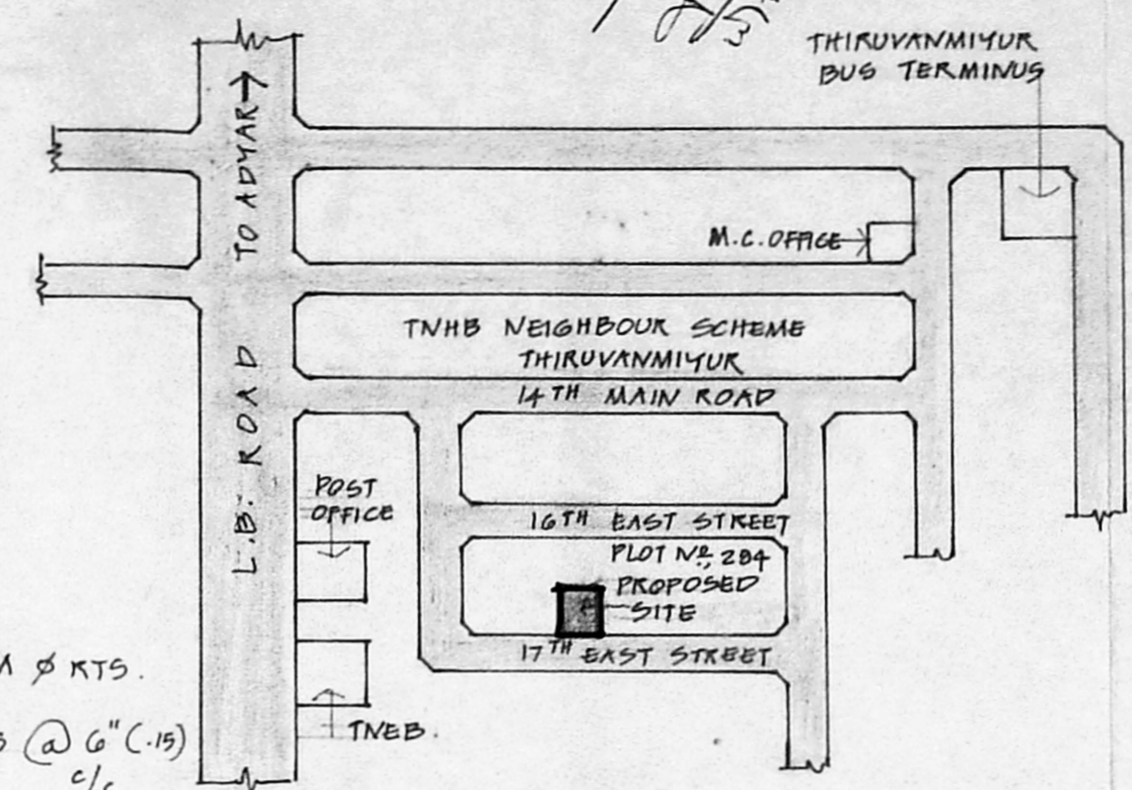 THIRUVANMIYUR
BUS TERMINUS
TO ADYAR
M.C. OFFICE
TNHB NEIGHBOUR SCHEME
THIRUVANMIYUR
14TH MAIN ROAD
L.B. ROAD
POST
OFFICE
16TH EAST STREET
PLOT NO., 284
PROPOSED
SITE
17TH EAST STREET
Ø RTS.
@ 6" (.15)
c/c
TNEB.